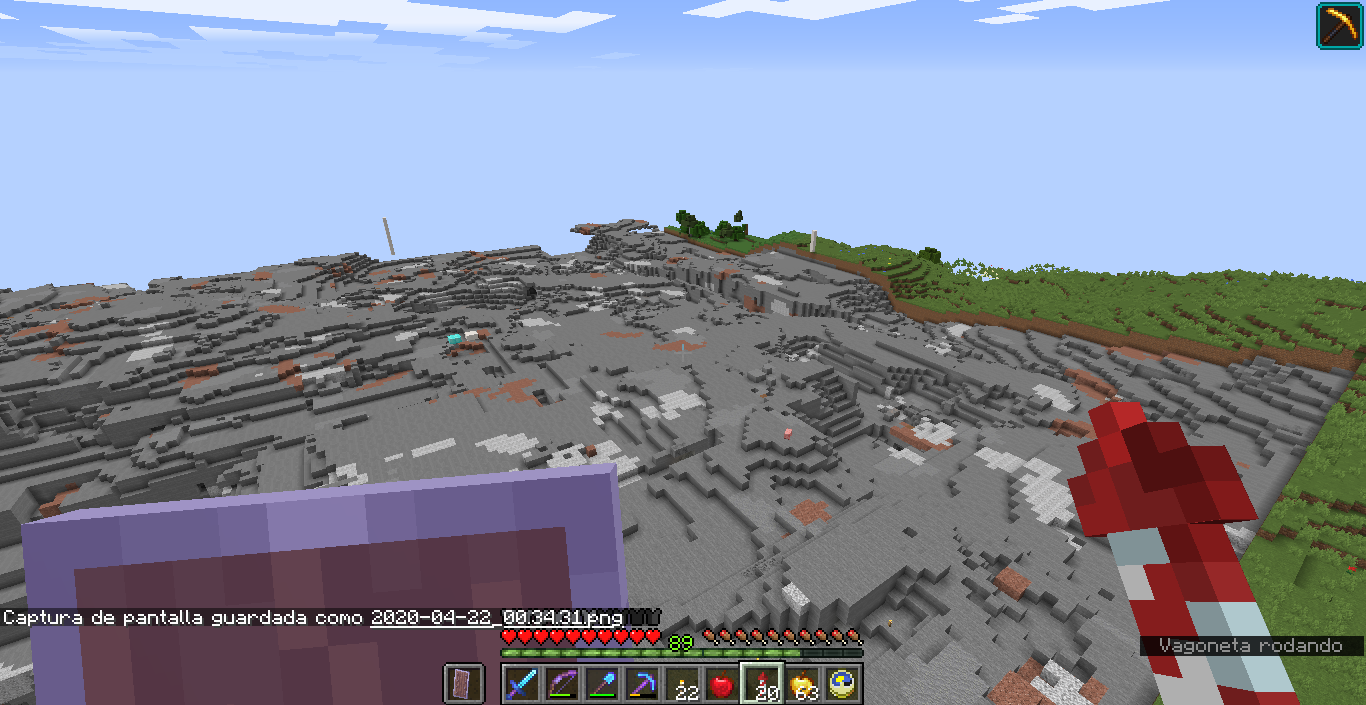 Captura de pantalla guardada como 2020-04-22_00.34.31.png
89
Vagoneta rodando
22
20
63